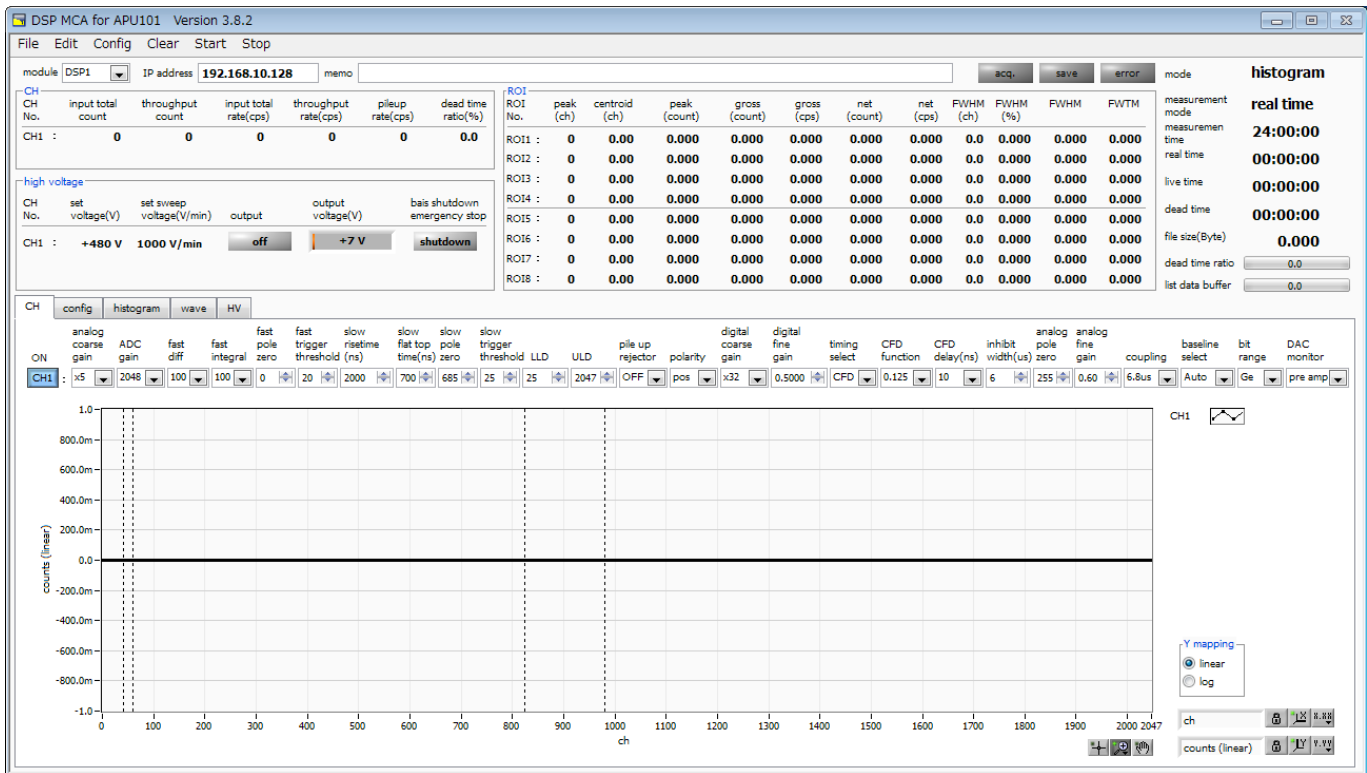 DSP MCA for APU101 Version 3.8.2
File Edit Config Clear Start Stop
module DSP1 IP address 192.168.10.128 memo acq. save error mode histogram
CH
CH No. input total count throughput count input total rate(cps) throughput rate(cps) pileup rate(cps) dead time ratio(%)
CH1 : 0 0 0 0 0 0.0
ROI
ROI No. peak (ch) centroid (ch) peak (count) gross (count) gross (cps) net (count) net (cps) FWHM (ch) FWHM (%) FWHM FWTM
ROI1 : 0 0.00 0.000 0.000 0.000 0.000 0.000 0.0 0.000 0.000 0.000
ROI2 : 0 0.00 0.000 0.000 0.000 0.000 0.000 0.0 0.000 0.000 0.000
ROI3 : 0 0.00 0.000 0.000 0.000 0.000 0.000 0.0 0.000 0.000 0.000
ROI4 : 0 0.00 0.000 0.000 0.000 0.000 0.000 0.0 0.000 0.000 0.000
ROI5 : 0 0.00 0.000 0.000 0.000 0.000 0.000 0.0 0.000 0.000 0.000
ROI6 : 0 0.00 0.000 0.000 0.000 0.000 0.000 0.0 0.000 0.000 0.000
ROI7 : 0 0.00 0.000 0.000 0.000 0.000 0.000 0.0 0.000 0.000 0.000
ROI8 : 0 0.00 0.000 0.000 0.000 0.000 0.000 0.0 0.000 0.000 0.000
measurement mode real time
measuremen time 24:00:00
real time 00:00:00
live time 00:00:00
dead time 00:00:00
file size(Byte) 0.000
dead time ratio 0.0
list data buffer 0.0
high voltage
CH No. set voltage(V) set sweep voltage(V/min) output output voltage(V) bais shutdown emergency stop
CH1 : +480 V 1000 V/min off +7 V shutdown
CH config histogram wave HV
ON analog coarse gain ADC gain fast diff fast integral fast pole zero fast trigger threshold slow risetime (ns) slow flat top time(ns) slow pole zero slow trigger threshold LLD ULD pile up rejector polarity digital coarse gain digital fine gain timing select CFD function CFD delay(ns) inhibit width(us) analog pole zero analog fine gain coupling baseline select bit range DAC monitor
CH1 : x5 2048 100 100 0 20 2000 700 685 25 25 2047 OFF pos x32 0.5000 CFD 0.125 10 6 255 0.60 6.8us Auto Ge pre amp
CH1
counts (linear)
1.0
800.0m
600.0m
400.0m
200.0m
0.0
-200.0m
-400.0m
-600.0m
-800.0m
-1.0
0 100 200 300 400 500 600 700 800 900 1000 1100 1200 1300 1400 1500 1600 1700 1800 1900 2000 2047
ch
Y mapping
linear
log
ch
counts (linear)